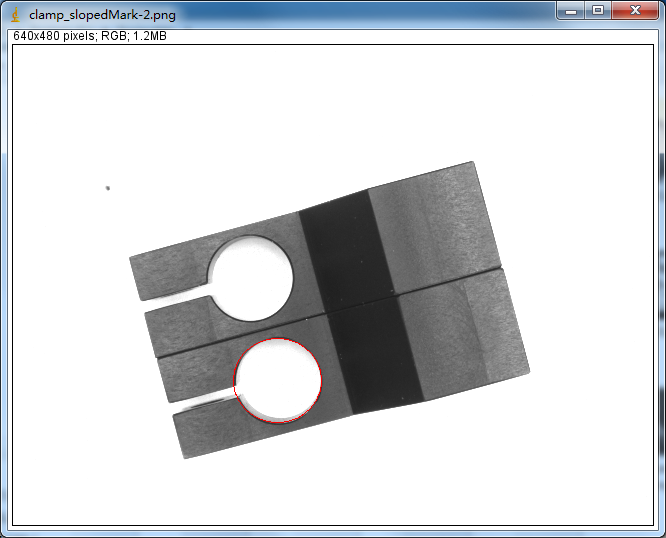 clamp_slopedMark-2.png
640x480 pixels; RGB; 1.2MB